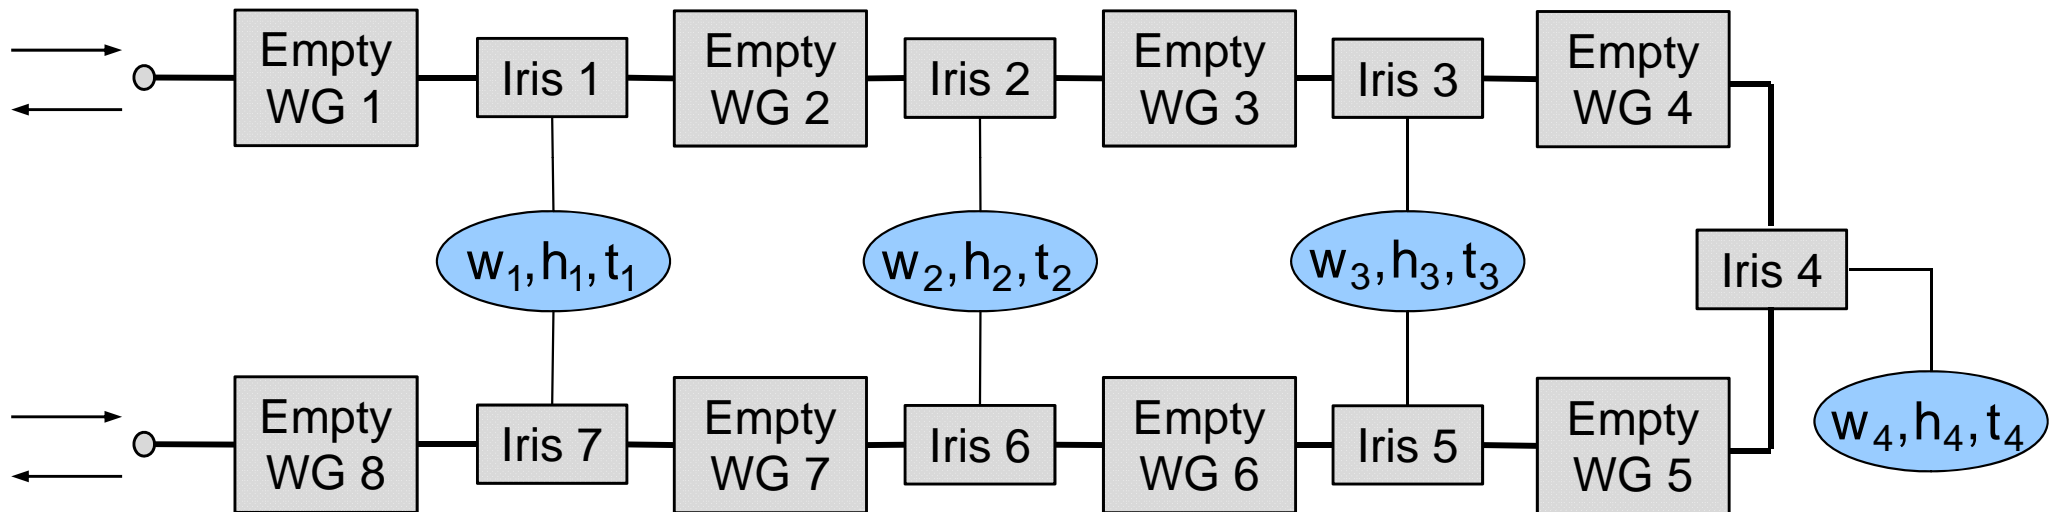 Empty
WG 1
Iris 1
Empty
WG 2
Iris 2
Empty
WG 3
Iris 3
Empty
WG 4
w1,h1,t1
w2,h2,t2
w3,h3,t3
Iris 4
w4,h4,t4
Empty
WG 8
Iris 7
Empty
WG 7
Iris 6
Empty
WG 6
Iris 5
Empty
WG 5